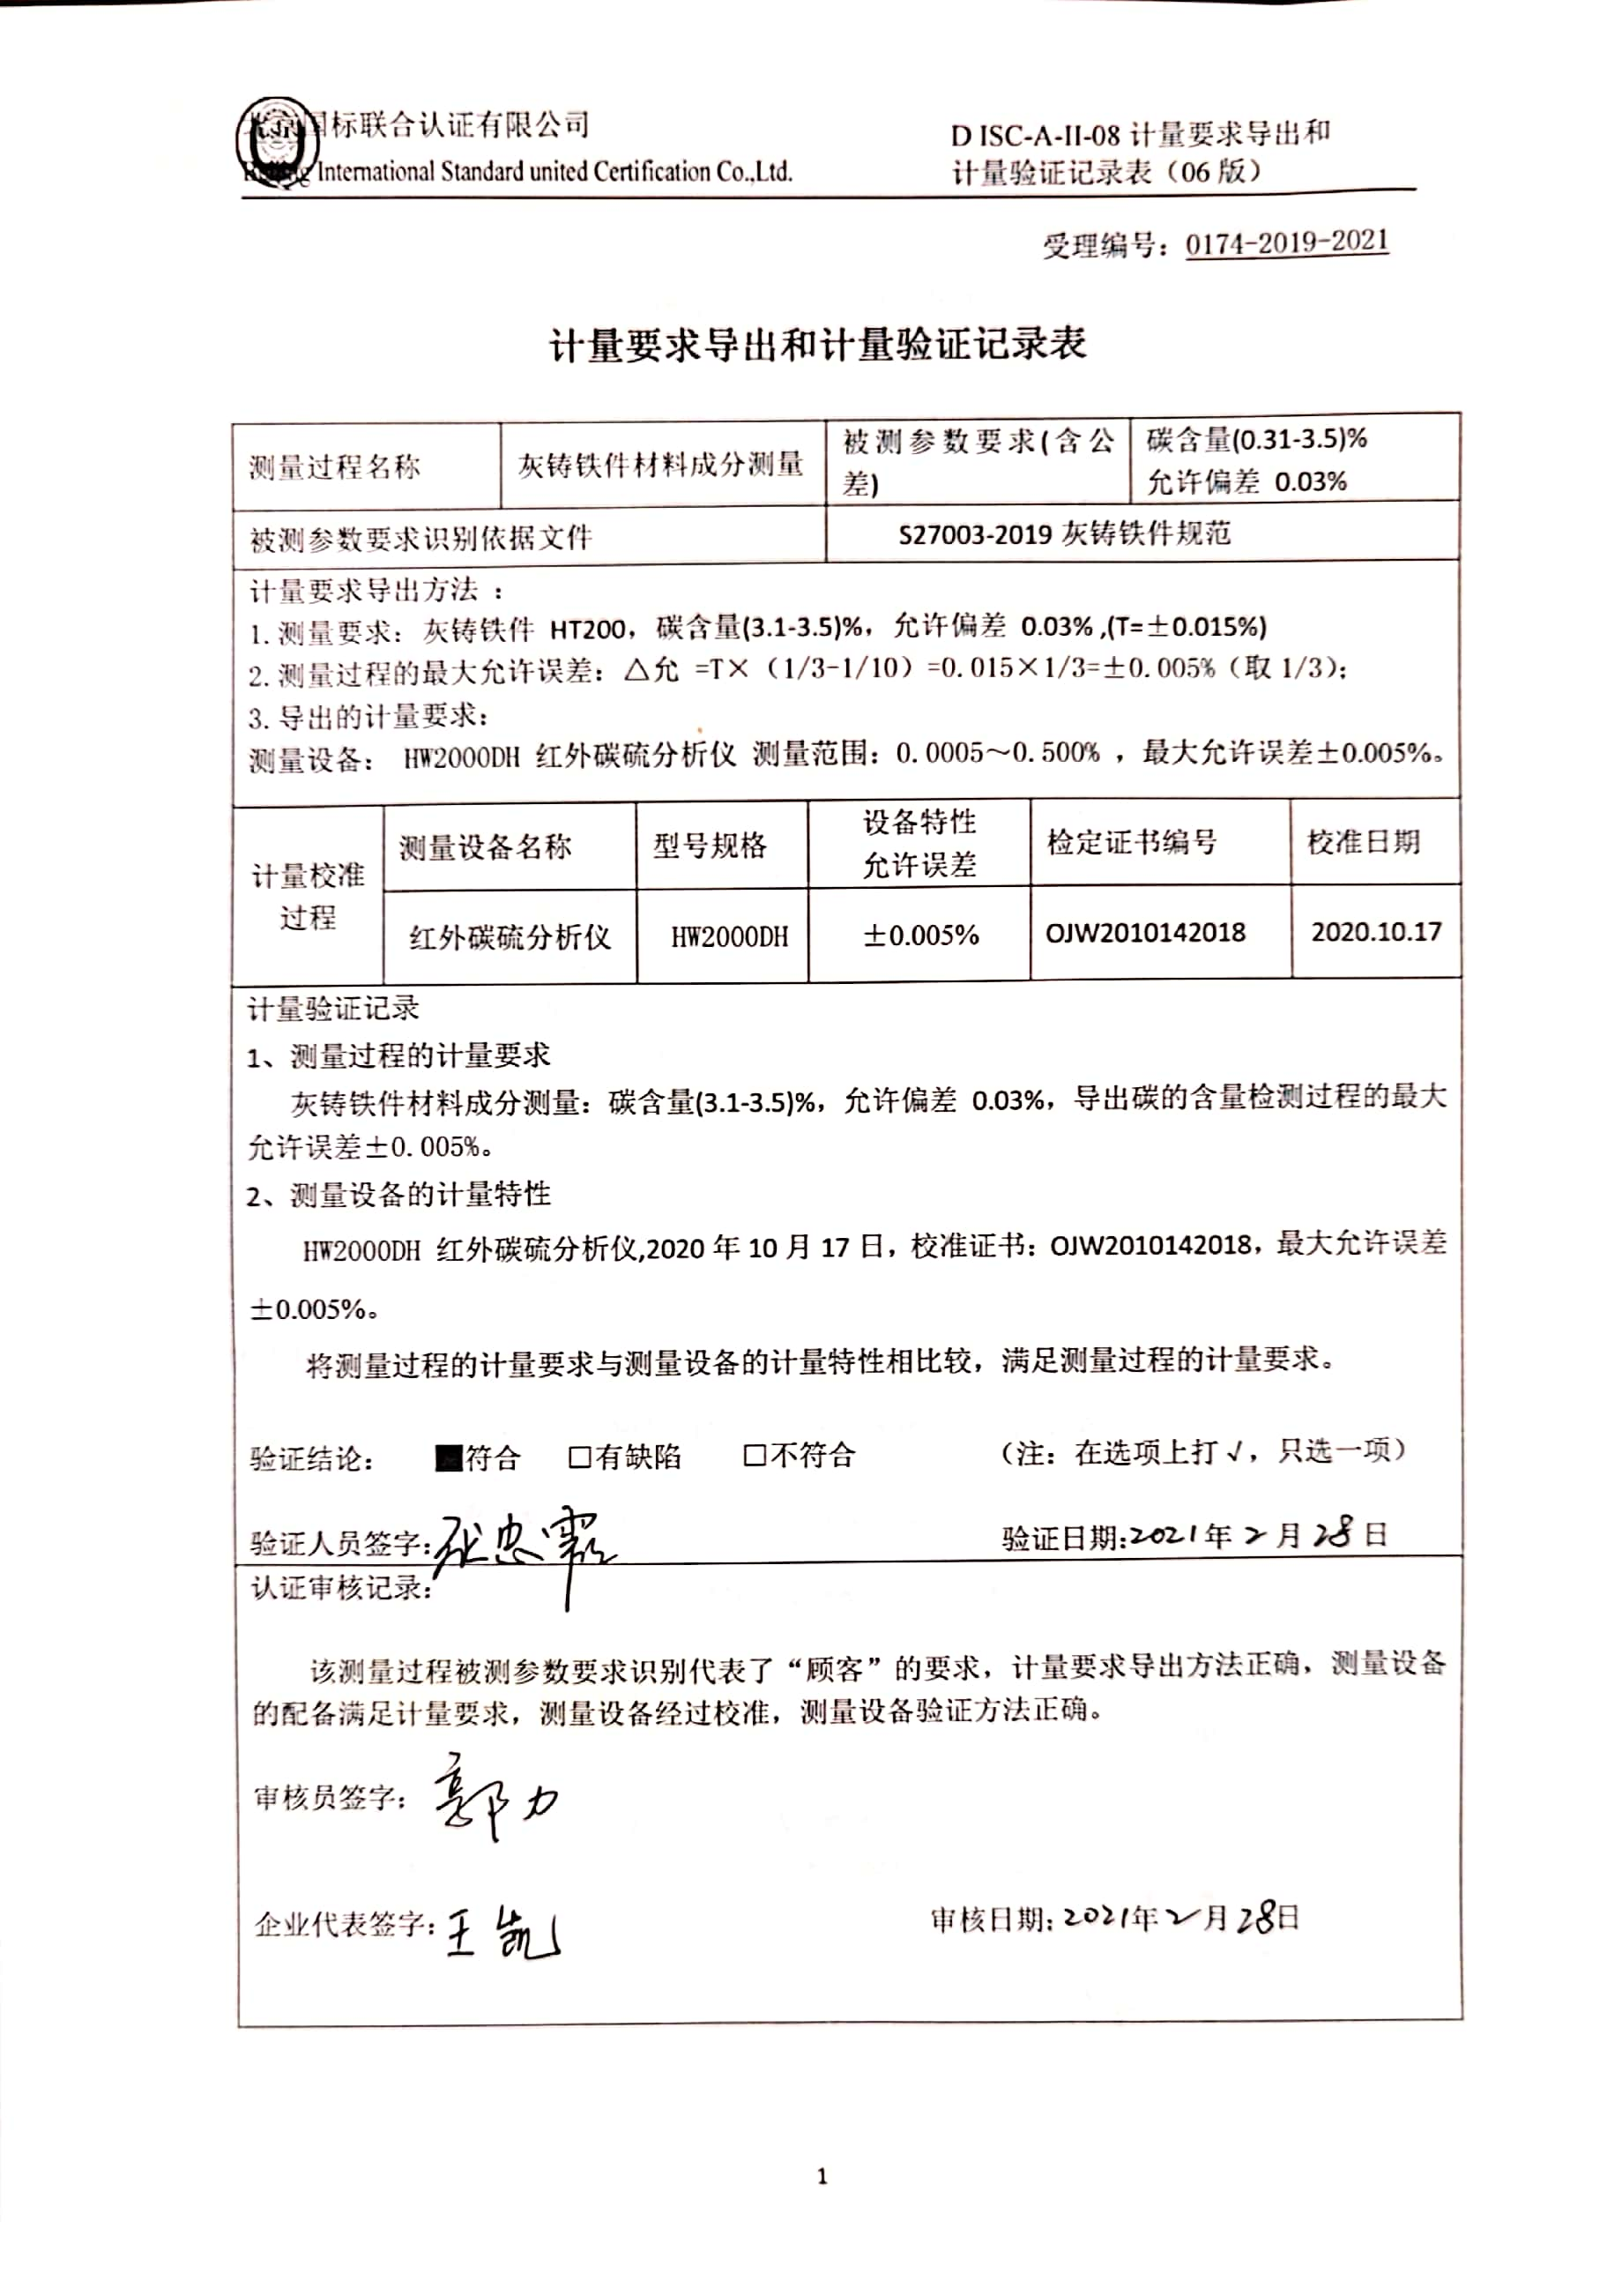 国标联合认证有限公司
International Standard united Certification Co.,Ltd.
D ISC-A-II-08 计量要求导出和
计量验证记录表（06 版）
受理编号：0174-2019-2021
计量要求导出和计量验证记录表
测量过程名称
灰铸铁件材料成分测量
被测参数要求(含公
差)
碳含量(0.31-3.5)%
允许偏差 0.03%
被测参数要求识别依据文件
S27003-2019 灰铸铁件规范
计量要求导出方法 ：
1. 测量要求：灰铸铁件 HT200，碳含量(3.1-3.5)%，允许偏差 0.03% ,(T=±0.015%)
2. 测量过程的最大允许误差：△允 =T×（1/3-1/10）=0.015×1/3=±0.005%（取 1/3）；
3. 导出的计量要求：
测量设备： HW2000DH 红外碳硫分析仪 测量范围：0.0005～0.500% ，最大允许误差±0.005%。
计量校准
过程
测量设备名称
型号规格
设备特性
允许误差
检定证书编号
校准日期
红外碳硫分析仪
HW2000DH
±0.005%
OJW2010142018
2020.10.17
计量验证记录
1、测量过程的计量要求
灰铸铁件材料成分测量：碳含量(3.1-3.5)%，允许偏差 0.03%，导出碳的含量检测过程的最大
允许误差±0.005%。
2、测量设备的计量特性
HW2000DH 红外碳硫分析仪,2020 年 10 月 17 日，校准证书：OJW2010142018，最大允许误差
±0.005%。
将测量过程的计量要求与测量设备的计量特性相比较，满足测量过程的计量要求。
验证结论： ■符合 □有缺陷 □不符合 （注：在选项上打 √，只选一项）
验证人员签字: 验证日期:2021年 2 月 28 日
认证审核记录:
该测量过程被测参数要求识别代表了“顾客”的要求，计量要求导出方法正确，测量设备
的配备满足计量要求，测量设备经过校准，测量设备验证方法正确。
审核员签字： 郭力
企业代表签字: 王凯 审核日期: 2021年 2 月 28日
1